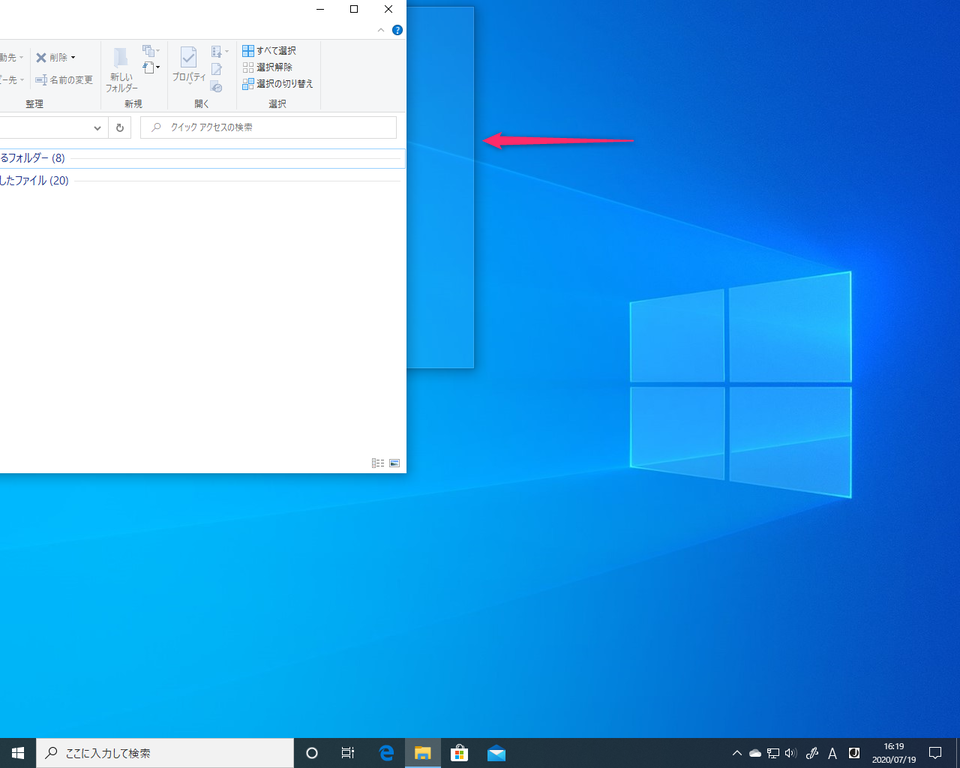 動先
ピー先
削除
名前の変更
整理
新しい
フォルダー
新規
プロパティ
開く
すべて選択
選択解除
選択の切り替え
選択
クイック アクセスの検索
るフォルダー (8)
したファイル (20)
ここに入力して検索
A
16:19
2020/07/19